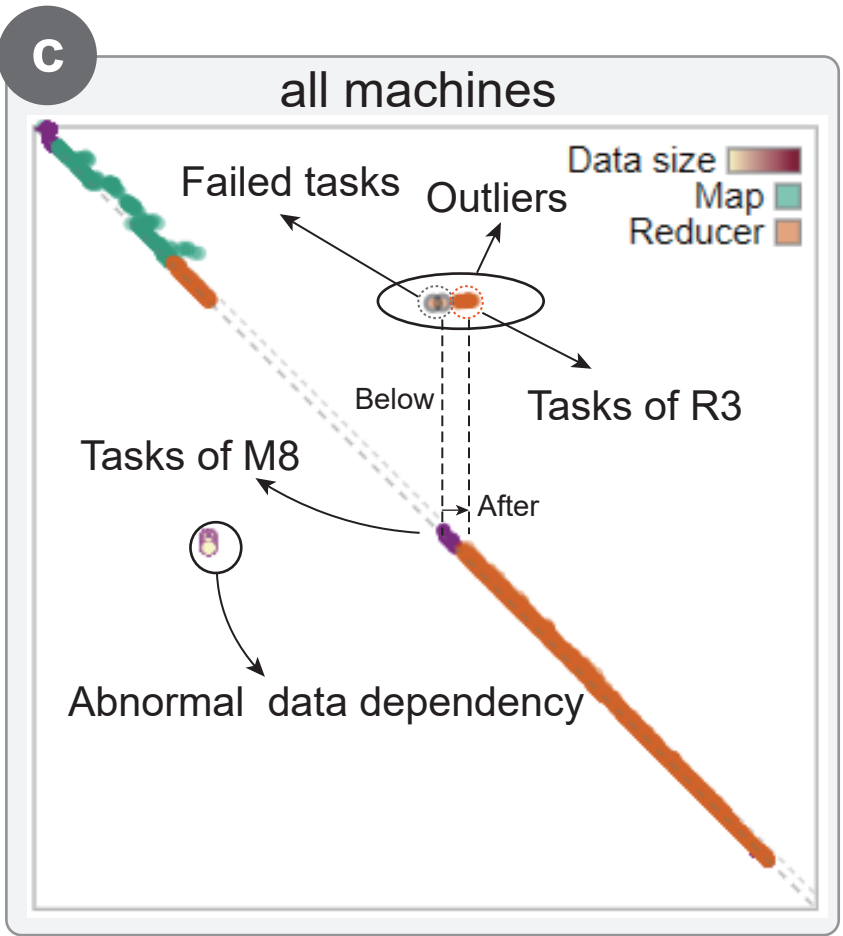 c
all machines
Data size
Failed tasks
Outliers
Map
Reducer
Below
Tasks of R3
Tasks of M8
After
Abnormal data dependency